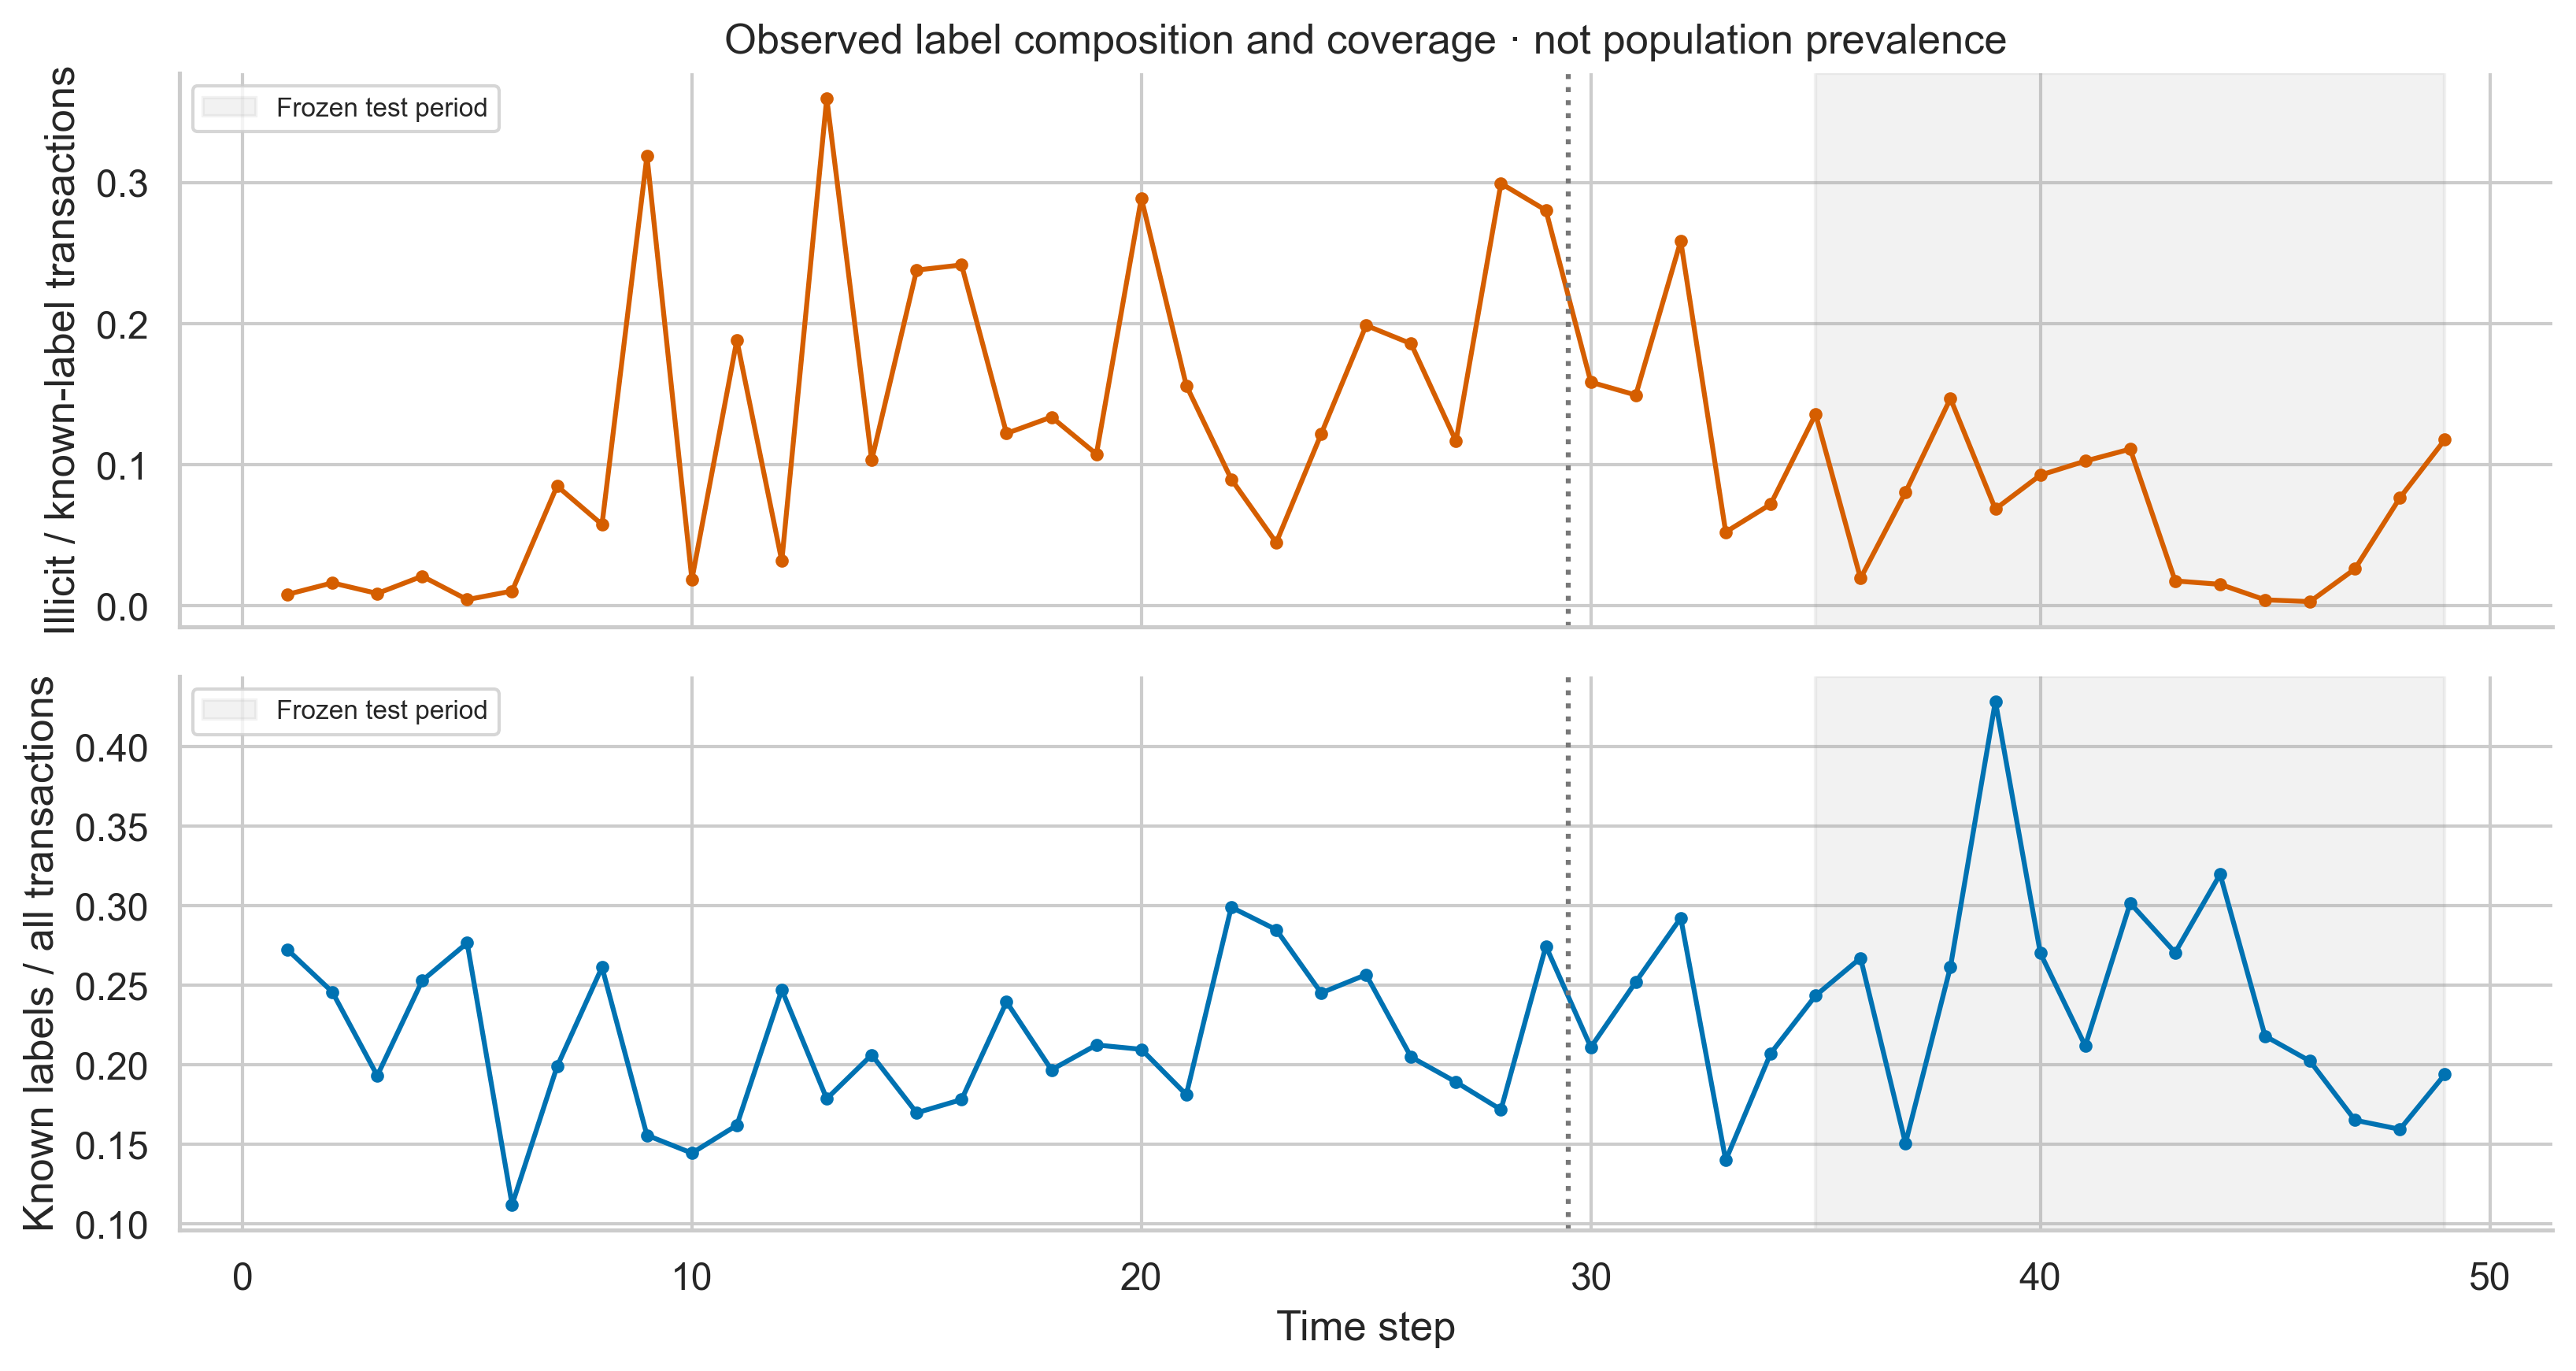 Observed label composition and coverage · not population prevalence
Illicit / known-label transactions
Frozen test period
0.3
0.2
0.1
0.0
Known labels / all transactions
Frozen test period
0.40
0.35
0.30
0.25
0.20
0.15
0.10
0 10 20 30 40 50
Time step